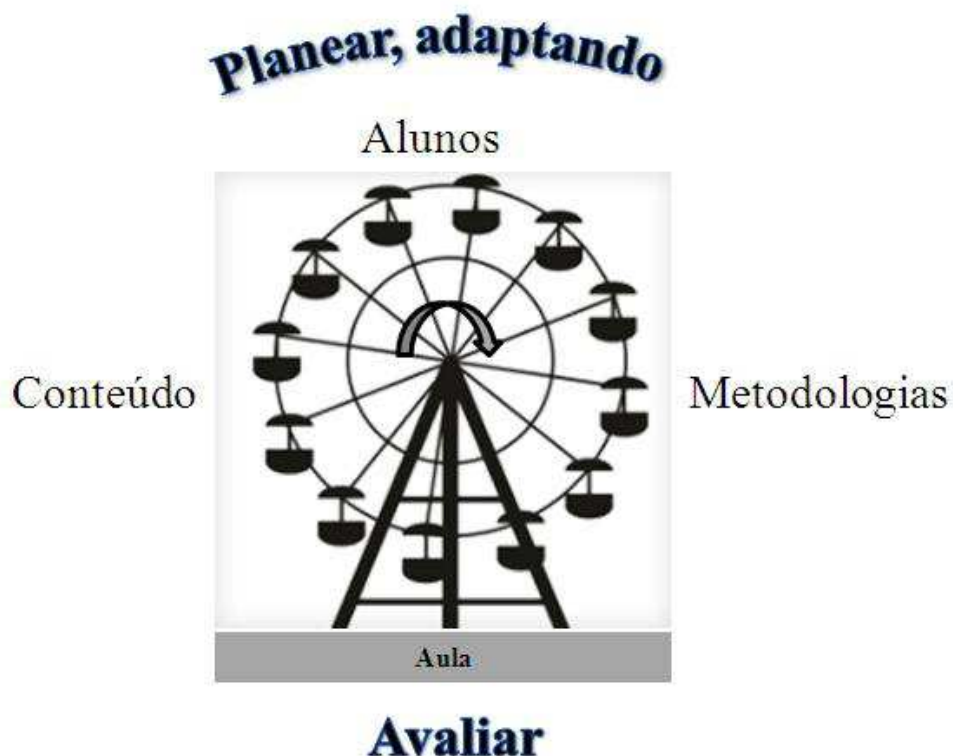 Planear, adaptando
Alunos
Conteúdo
Metodologias
Aula
Avaliar